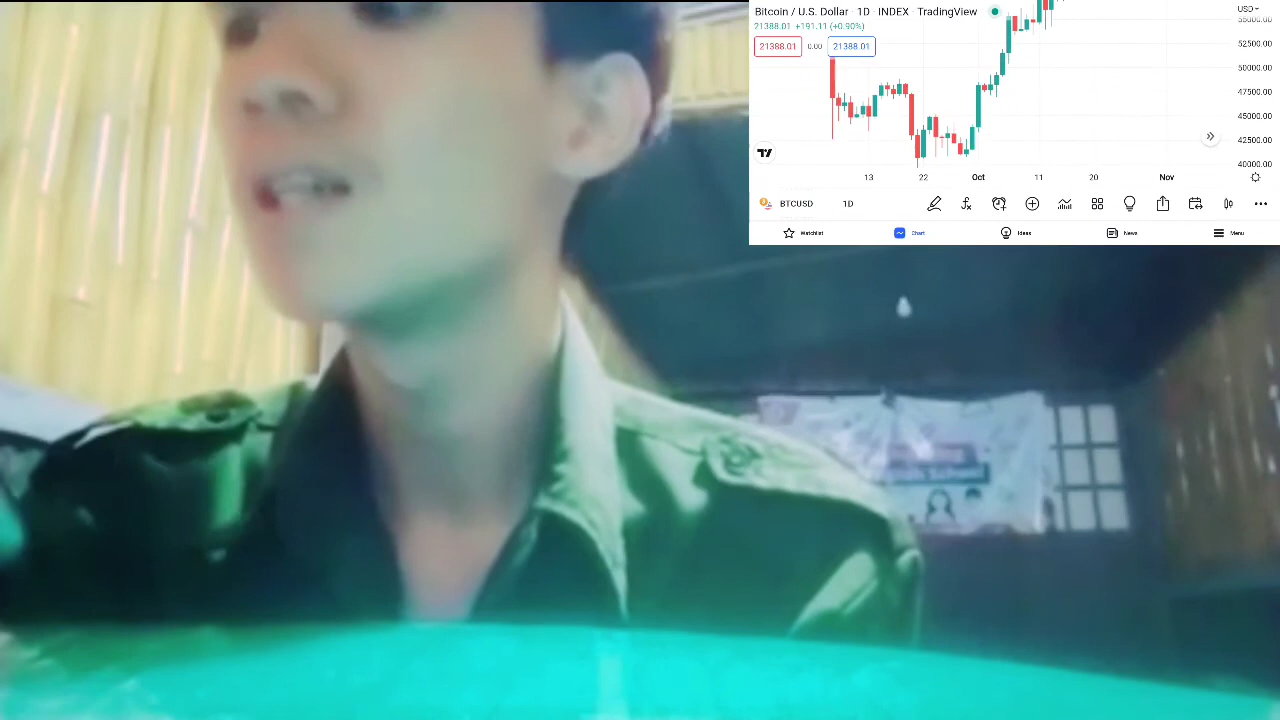 Bitcoin / U.S. Dollar · 1D · INDEX · TradingView
21388.01 +191.11 (+0.90%)
21388.01 0.00 21388.01
USD
55000.00
52500.00
50000.00
47500.00
45000.00
42500.00
40000.00
13 22 Oct 11 20 Nov
BTCUSD 1D
Watchlist Chart Ideas News Menu